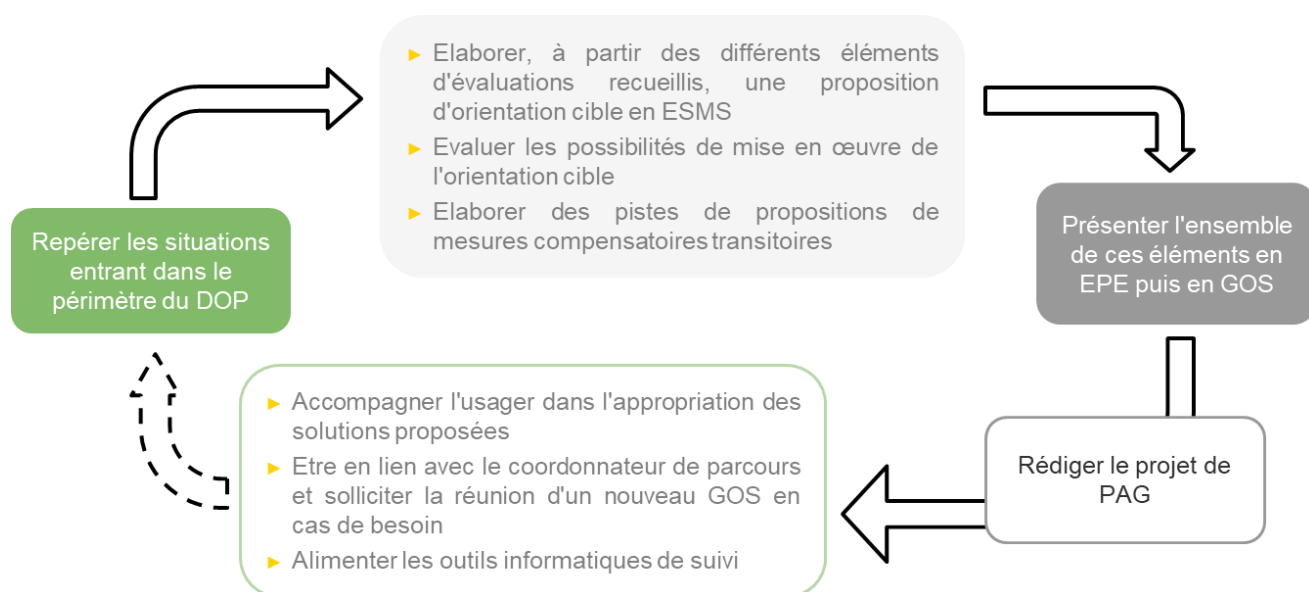 ► Elaborer, à partir des différents éléments
d'évaluations recueillis, une proposition
d'orientation cible en ESMS
► Evaluer les possibilités de mise en œuvre de
l'orientation cible
► Elaborer des pistes de propositions de
mesures compensatoires transitoires
Repérer les situations
entrant dans le
périmètre du DOP
Présenter l'ensemble
de ces éléments en
EPE puis en GOS
Rédiger le projet de
PAG
► Accompagner l'usager dans l'appropriation des
solutions proposées
► Etre en lien avec le coordonnateur de parcours
et solliciter la réunion d'un nouveau GOS en
cas de besoin
► Alimenter les outils informatiques de suivi